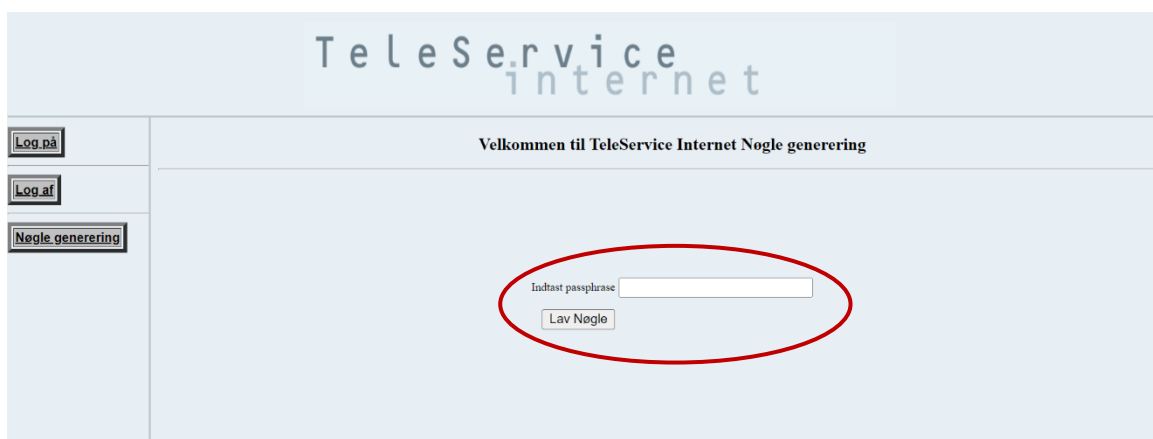 TeleService
internet
Log på
Velkommen til TeleService Internet Nøgle generering
Log af
Nøgle generering
Indtast passphrase
Lav Nøgle